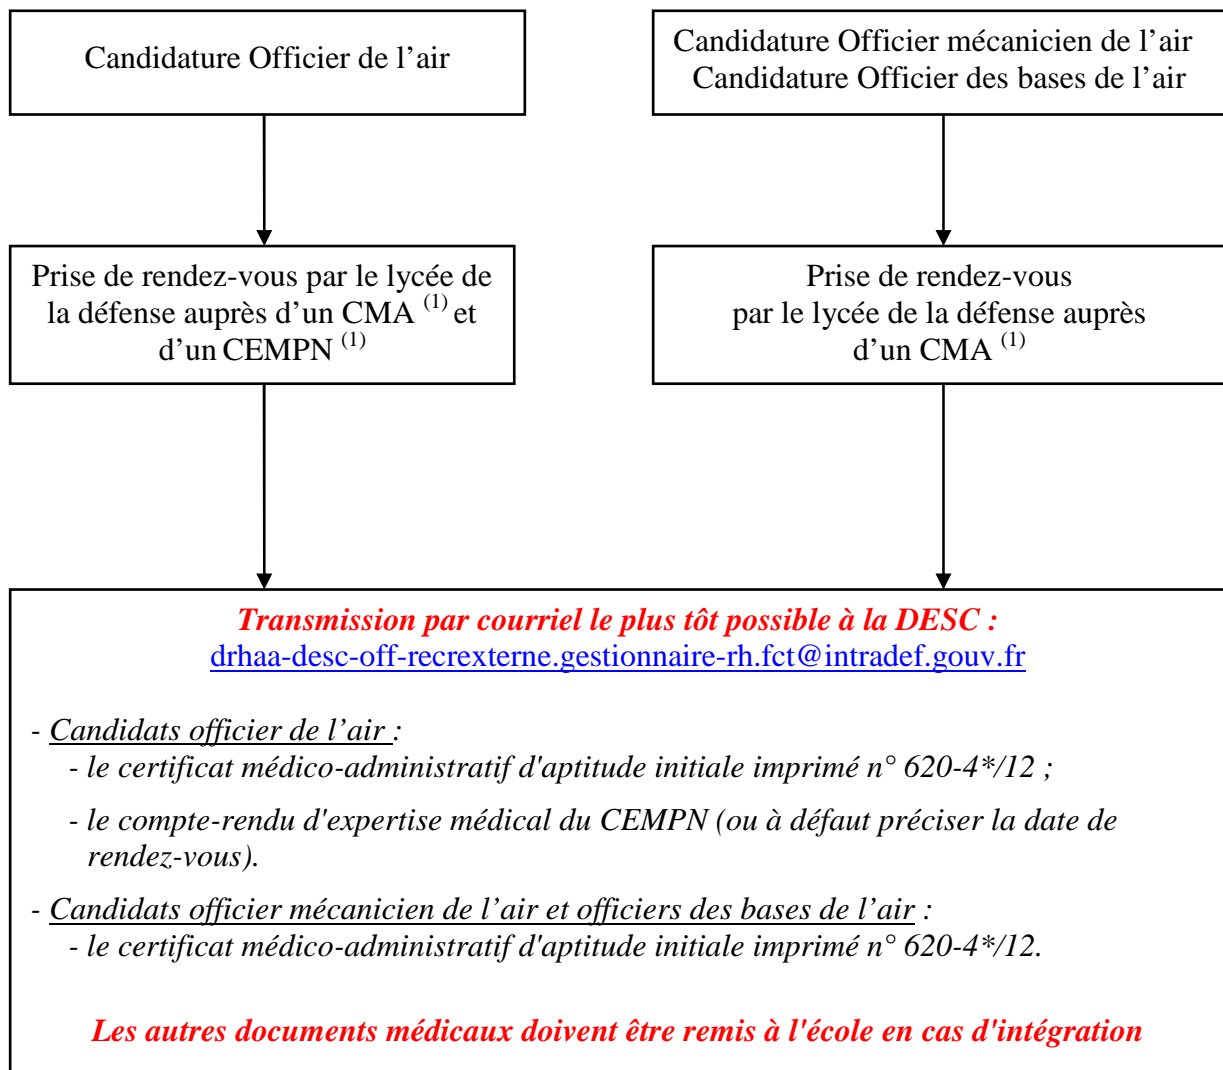 Candidature Officier de l’air
Candidature Officier mécanicien de l’air
Candidature Officier des bases de l’air
Prise de rendez-vous par le lycée de
la défense auprès d’un CMA (1) et
d’un CEMPN (1)
Prise de rendez-vous
par le lycée de la défense auprès
d’un CMA (1)
Transmission par courriel le plus tôt possible à la DESC :
drhaa-desc-off-recrexterne.gestionnaire-rh.fct@intradef.gouv.fr
- Candidats officier de l’air :
- le certificat médico-administratif d'aptitude initiale imprimé n° 620-4*/12 ;
- le compte-rendu d'expertise médical du CEMPN (ou à défaut préciser la date de
rendez-vous).
- Candidats officier mécanicien de l’air et officiers des bases de l’air :
- le certificat médico-administratif d'aptitude initiale imprimé n° 620-4*/12.
Les autres documents médicaux doivent être remis à l'école en cas d'intégration